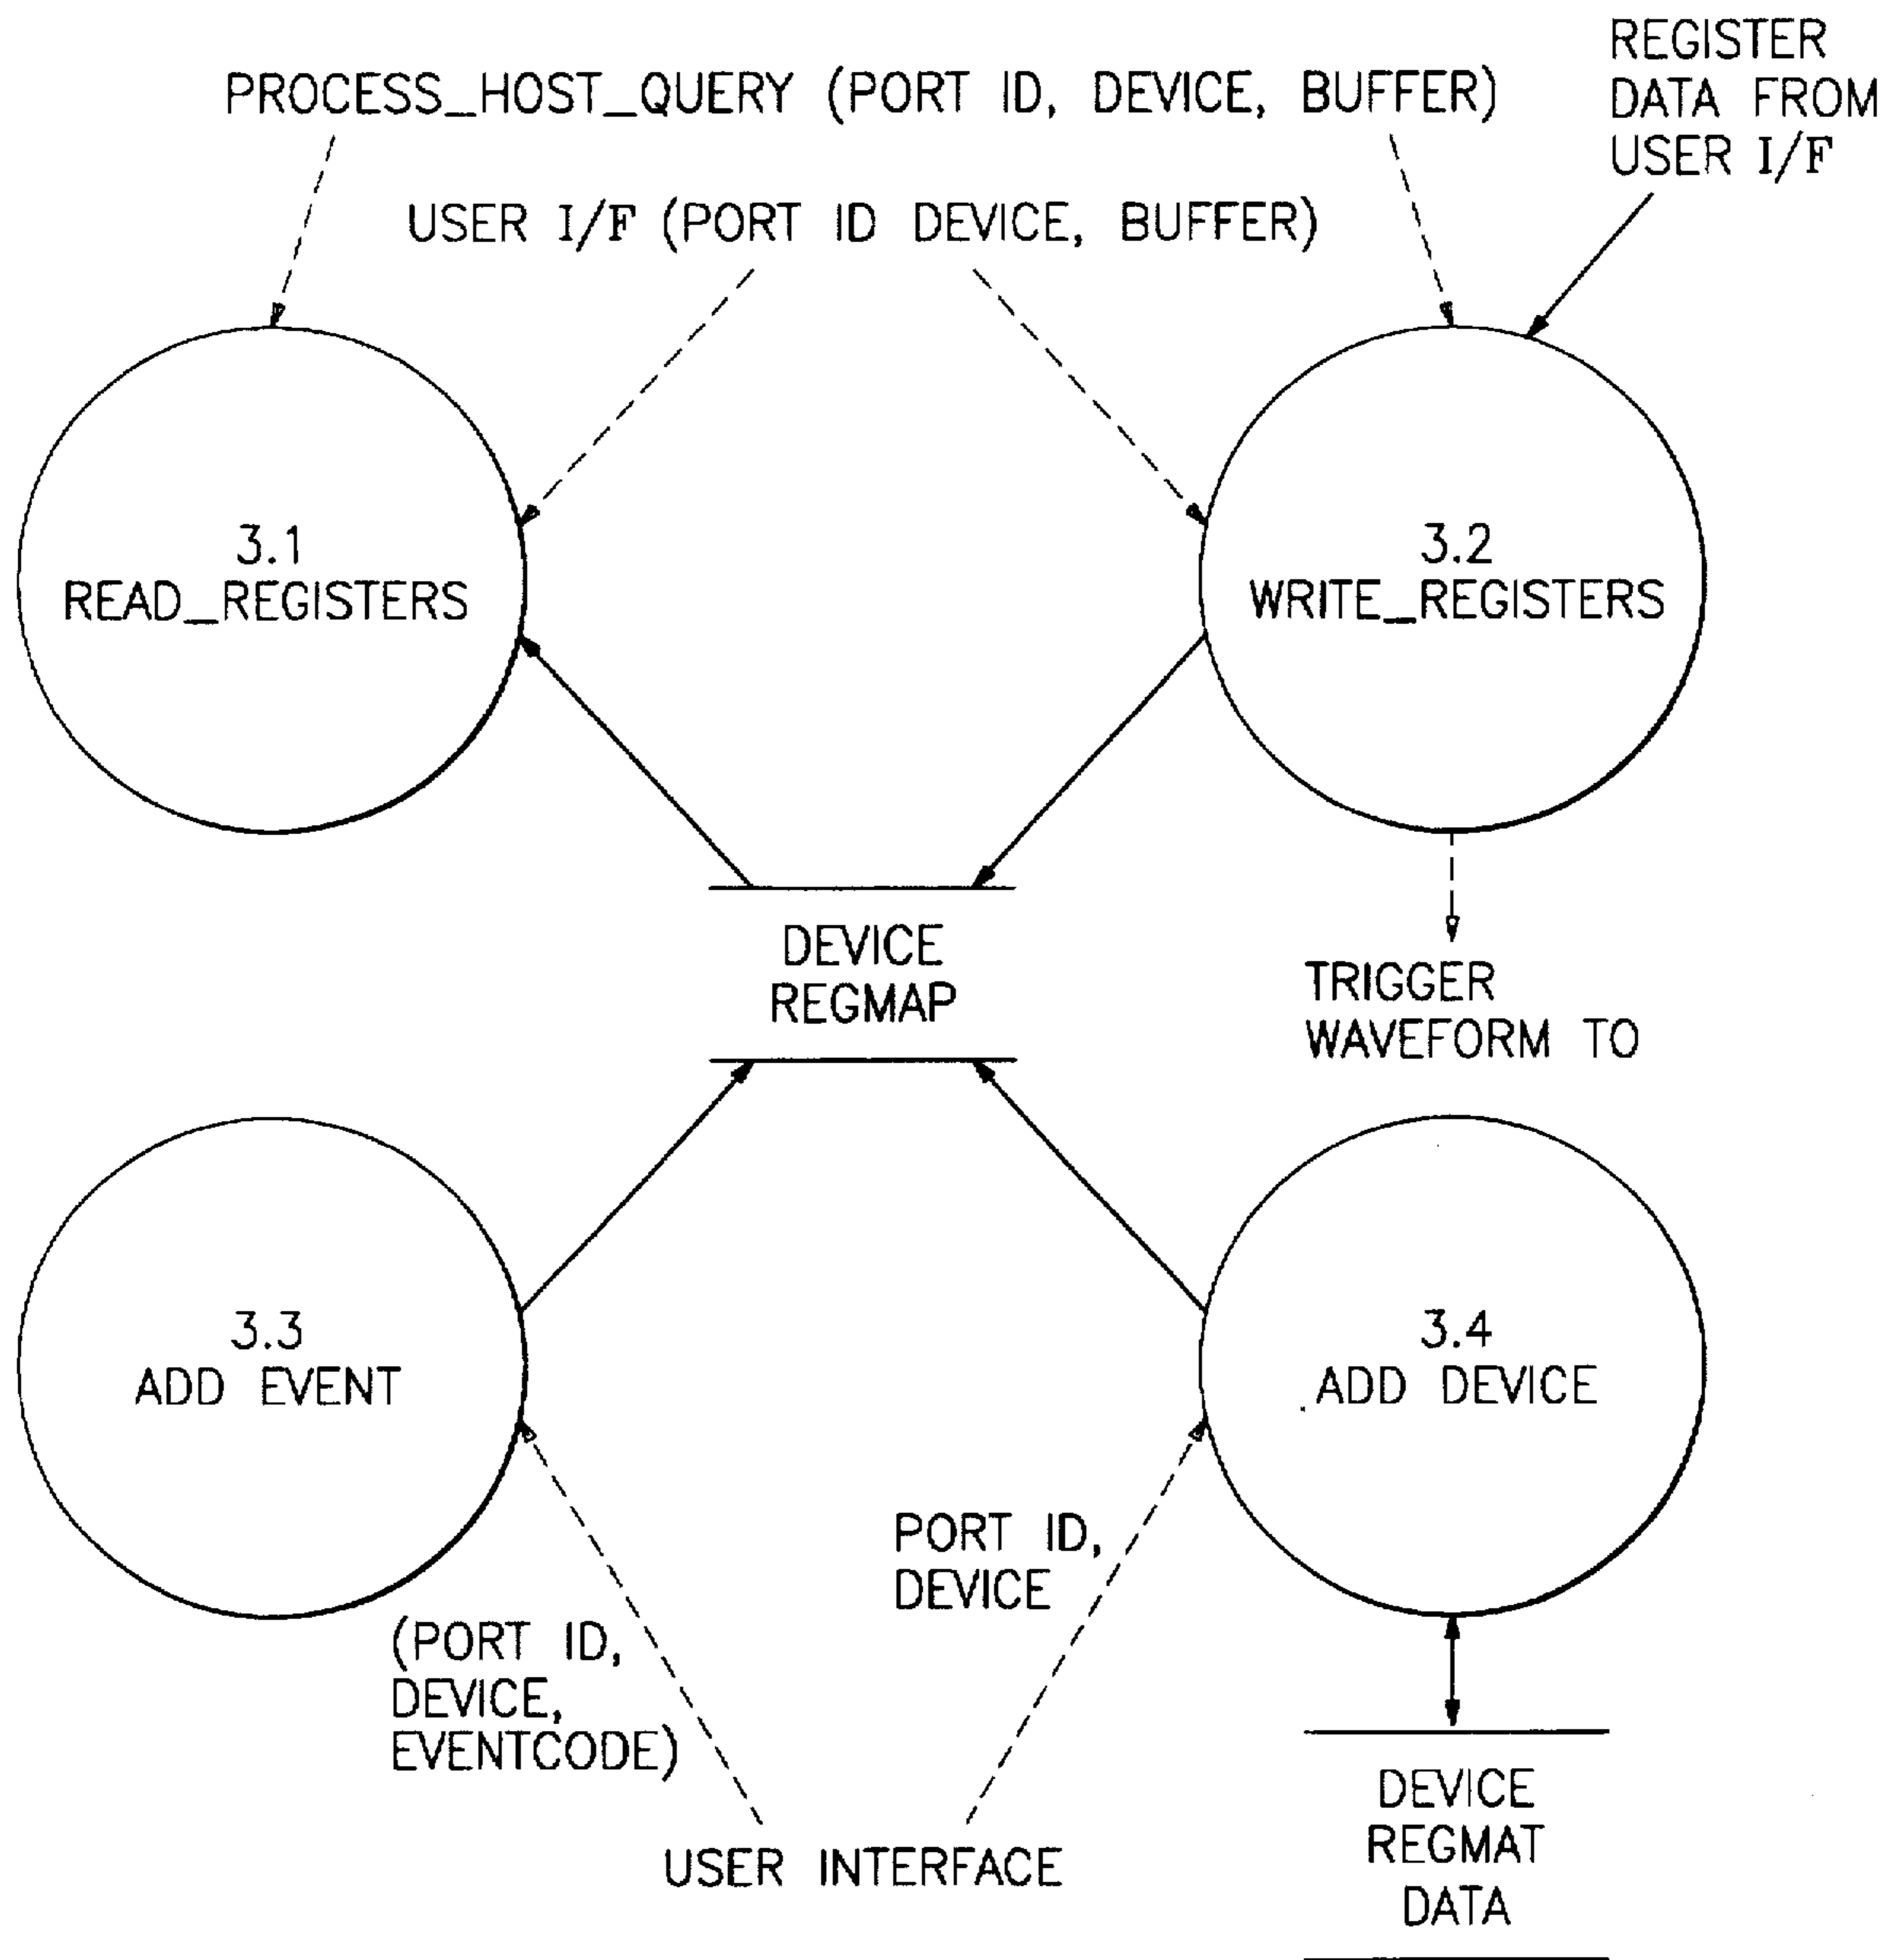 REGISTER
DATA FROM
USER I/F
PROCESS_HOST_QUERY (PORT ID, DEVICE, BUFFER)
USER I/F (PORT ID DEVICE, BUFFER)
3.1
READ_REGISTERS
3.2
WRITE_REGISTERS
DEVICE
REGMAP
TRIGGER
WAVEFORM TO
3.3
ADD EVENT
3.4
ADD DEVICE
PORT ID,
DEVICE
(PORT ID,
DEVICE,
EVENTCODE)
USER INTERFACE
DEVICE
REGMAT
DATA